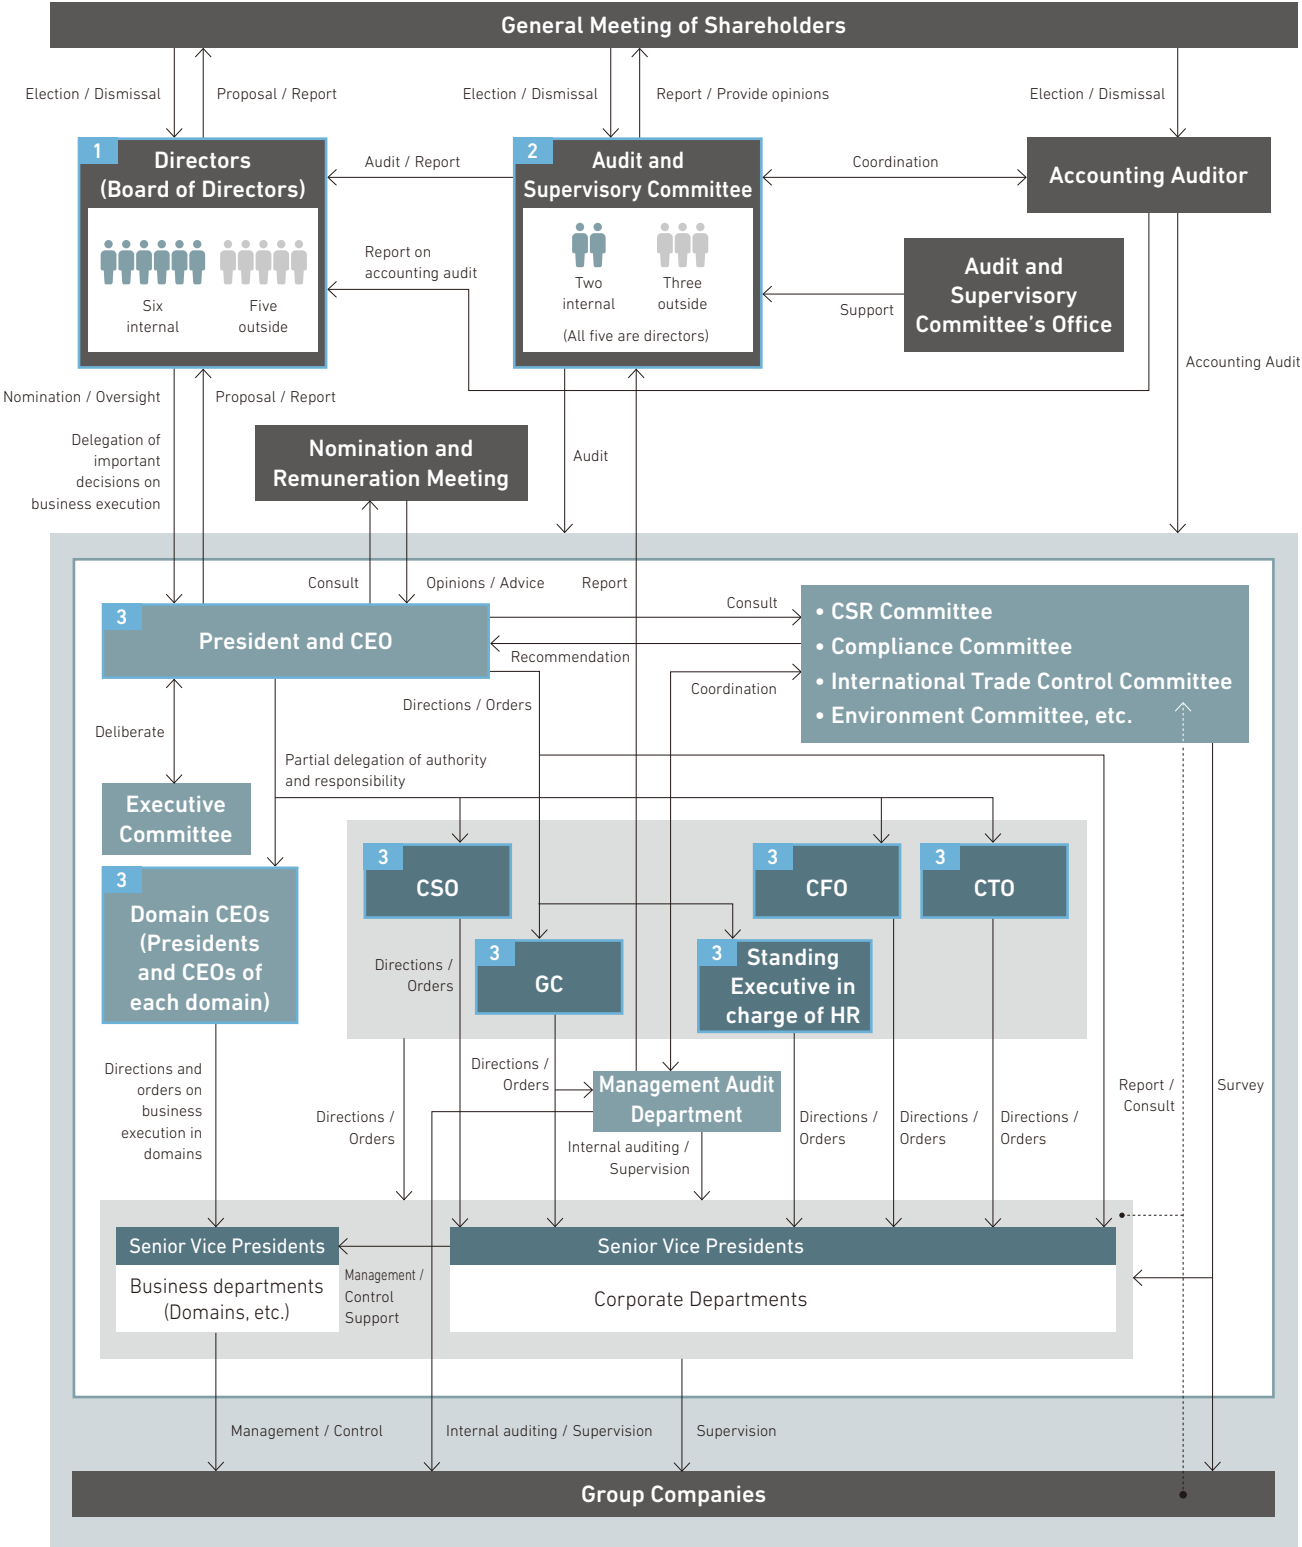 General Meeting of Shareholders
Election / Dismissal
Proposal / Report
Election / Dismissal
Report / Provide opinions
Election / Dismissal
1
Directors
(Board of Directors)
Six
internal
Five
outside
Audit / Report
Report on
accounting audit
2
Audit and
Supervisory Committee
Two
internal
Three
outside
(All five are directors)
Coordination
Accounting Auditor
Audit and
Supervisory
Committee's Office
Support
Accounting Audit
Nomination / Oversight
Proposal / Report
Delegation of
important
decisions on
business execution
Nomination and
Remuneration Meeting
Audit
Consult
Opinions / Advice
Report
3
President and CEO
Consult
Recommendation
Coordination
Directions / Orders
• CSR Committee
• Compliance Committee
• International Trade Control Committee
• Environment Committee, etc.
Deliberate
Partial delegation of authority
and responsibility
Executive
Committee
3
Domain CEOs
(Presidents
and CEOs of
each domain)
3
CSO
3
CFO
3
CTO
Directions /
Orders
3
GC
3
Standing
Executive in
charge of HR
Directions and
orders on
business
execution in
domains
Directions /
Orders
Directions /
Orders
Management Audit
Department
Internal auditing /
Supervision
Directions /
Orders
Directions /
Orders
Directions /
Orders
Report /
Consult
Survey
Senior Vice Presidents
Business departments
(Domains, etc.)
Management /
Control
Support
Senior Vice Presidents
Corporate Departments
Management / Control
Internal auditing / Supervision
Supervision
Group Companies